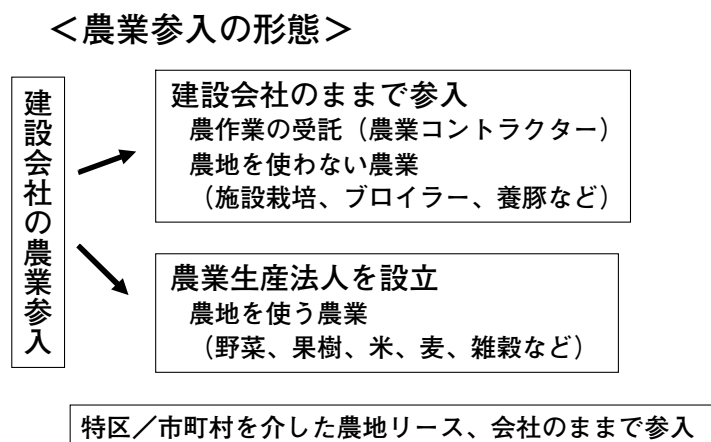 ＜農業参入の形態＞
建設会社の農業参入
建設会社のままで参入
農作業の受託（農業コントラクター）
農地を使わない農業
（施設栽培、ブロイラー、養豚など）
農業生産法人を設立
農地を使う農業
（野菜、果樹、米、麦、雑穀など）
特区／市町村を介した農地リース、会社のままで参入